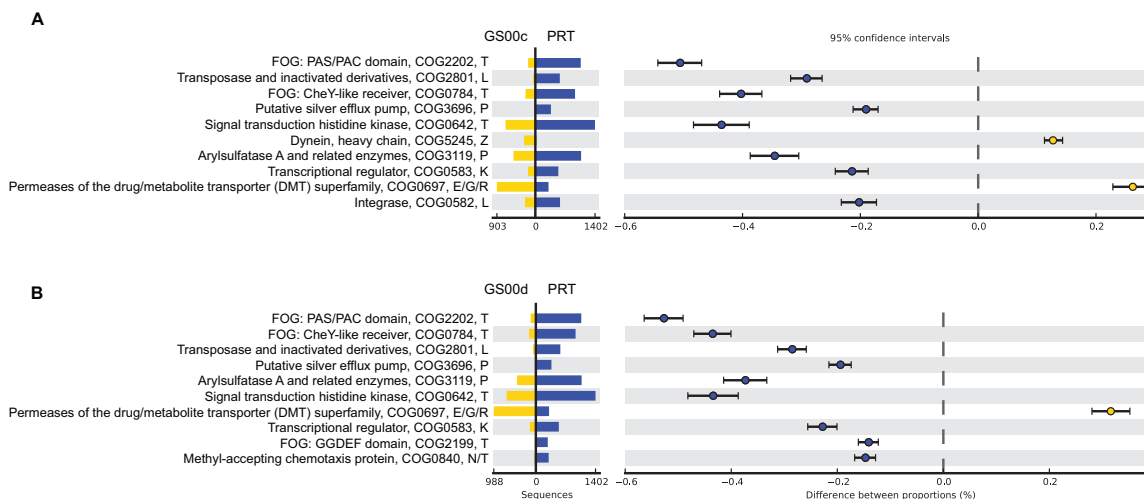 A
GS00c PRT
95% confidence intervals
FOG: PAS/PAC domain, COG2202, T
Transposase and inactivated derivatives, COG2801, L
FOG: CheY-like receiver, COG0784, T
Putative silver efflux pump, COG3696, P
Signal transduction histidine kinase, COG0642, T
Dynein, heavy chain, COG5245, Z
Arylsulfatase A and related enzymes, COG3119, P
Transcriptional regulator, COG0583, K
Permeases of the drug/metabolite transporter (DMT) superfamily, COG0697, E/G/R
Integrase, COG0582, L
903 0 1402 −0.6 −0.4 −0.2 0.0 0.2
B
GS00d PRT
FOG: PAS/PAC domain, COG2202, T
FOG: CheY-like receiver, COG0784, T
Transposase and inactivated derivatives, COG2801, L
Putative silver efflux pump, COG3696, P
Arylsulfatase A and related enzymes, COG3119, P
Signal transduction histidine kinase, COG0642, T
Permeases of the drug/metabolite transporter (DMT) superfamily, COG0697, E/G/R
Transcriptional regulator, COG0583, K
FOG: GGDEF domain, COG2199, T
Methyl-accepting chemotaxis protein, COG0840, N/T
988 0 1402 −0.6 −0.4 −0.2 0.0 0.2
Sequences Difference between proportions (%)